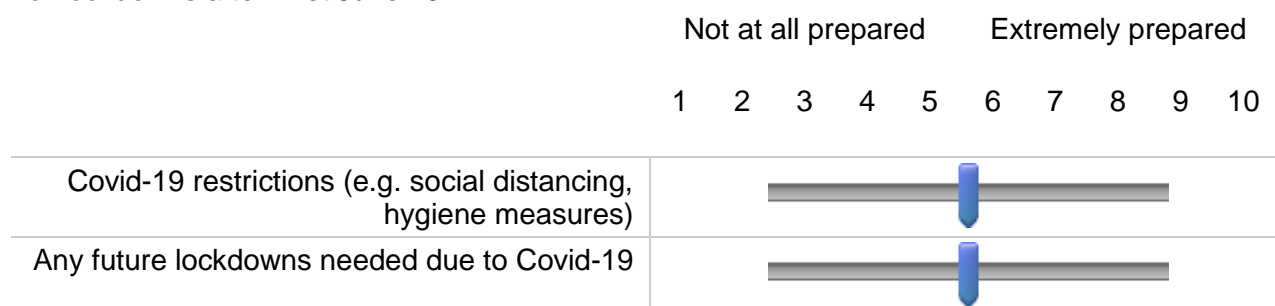 Not at all prepared Extremely prepared
1 2 3 4 5 6 7 8 9 10
Covid-19 restrictions (e.g. social distancing,
hygiene measures)
Any future lockdowns needed due to Covid-19